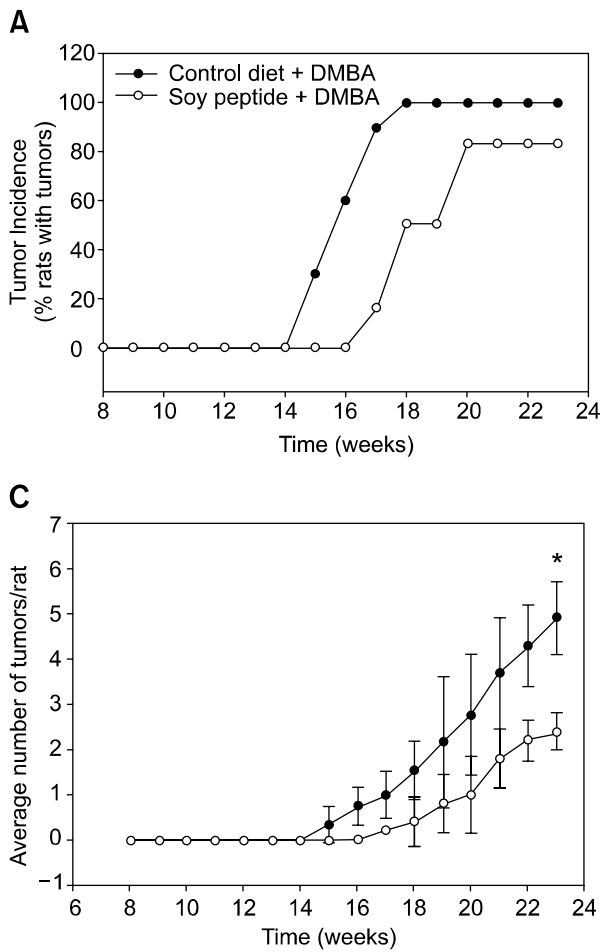 A
120
100
80
60
40
20
0
Tumor Incidence
(% rats with tumors)
Control diet + DMBA
Soy peptide + DMBA
8 10 12 14 16 18 20 22 24
Time (weeks)
C
7
6
5
4
3
2
1
0
−1
Average number of tumors/rat
*
6 8 10 12 14 16 18 20 22 24
Time (weeks)